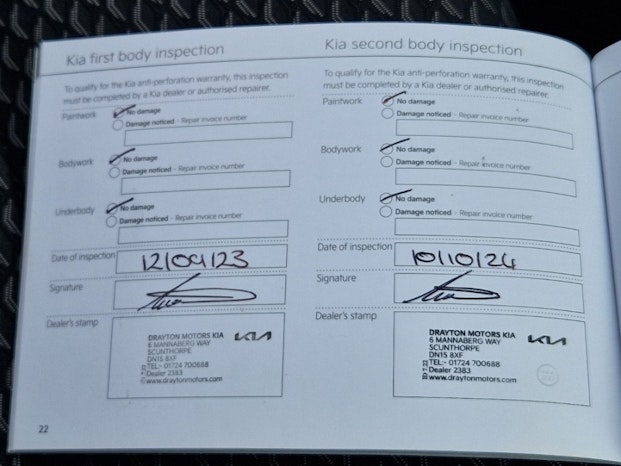 Kia first body inspection
To qualify for the Kia anti-perforation warranty, this inspection
must be completed by a Kia dealer or authorised repairer.
Paintwork
No damage
Damage noticed - Repair invoice number
Bodywork
No damage
Damage noticed - Repair invoice number
Underbody
No damage
Damage noticed - Repair invoice number
Date of inspection
12/09/23
Signature
Dealer's stamp
DRAYTON MOTORS KIA
KIA
6 MANNABERG WAY
SCUNTHORPE
DN15 8XF
TEL:- 01724 700688
Dealer 2383
www.draytonmotors.com
22
Kia second body inspection
To qualify for the Kia anti-perforation warranty, this inspection
must be completed by a Kia dealer or authorised repairer.
Paintwork
No damage
Damage noticed - Repair invoice number
Bodywork
No damage
Damage noticed - Repair invoice number
Underbody
No damage
Damage noticed - Repair invoice number
Date of inspection
10/10/24
Signature
Dealer's stamp
DRAYTON MOTORS KIA
KIA
6 MANNABERG WAY
SCUNTHORPE
DN15 8XF
TEL:- 01724 700688
Dealer 2383
www.draytonmotors.com